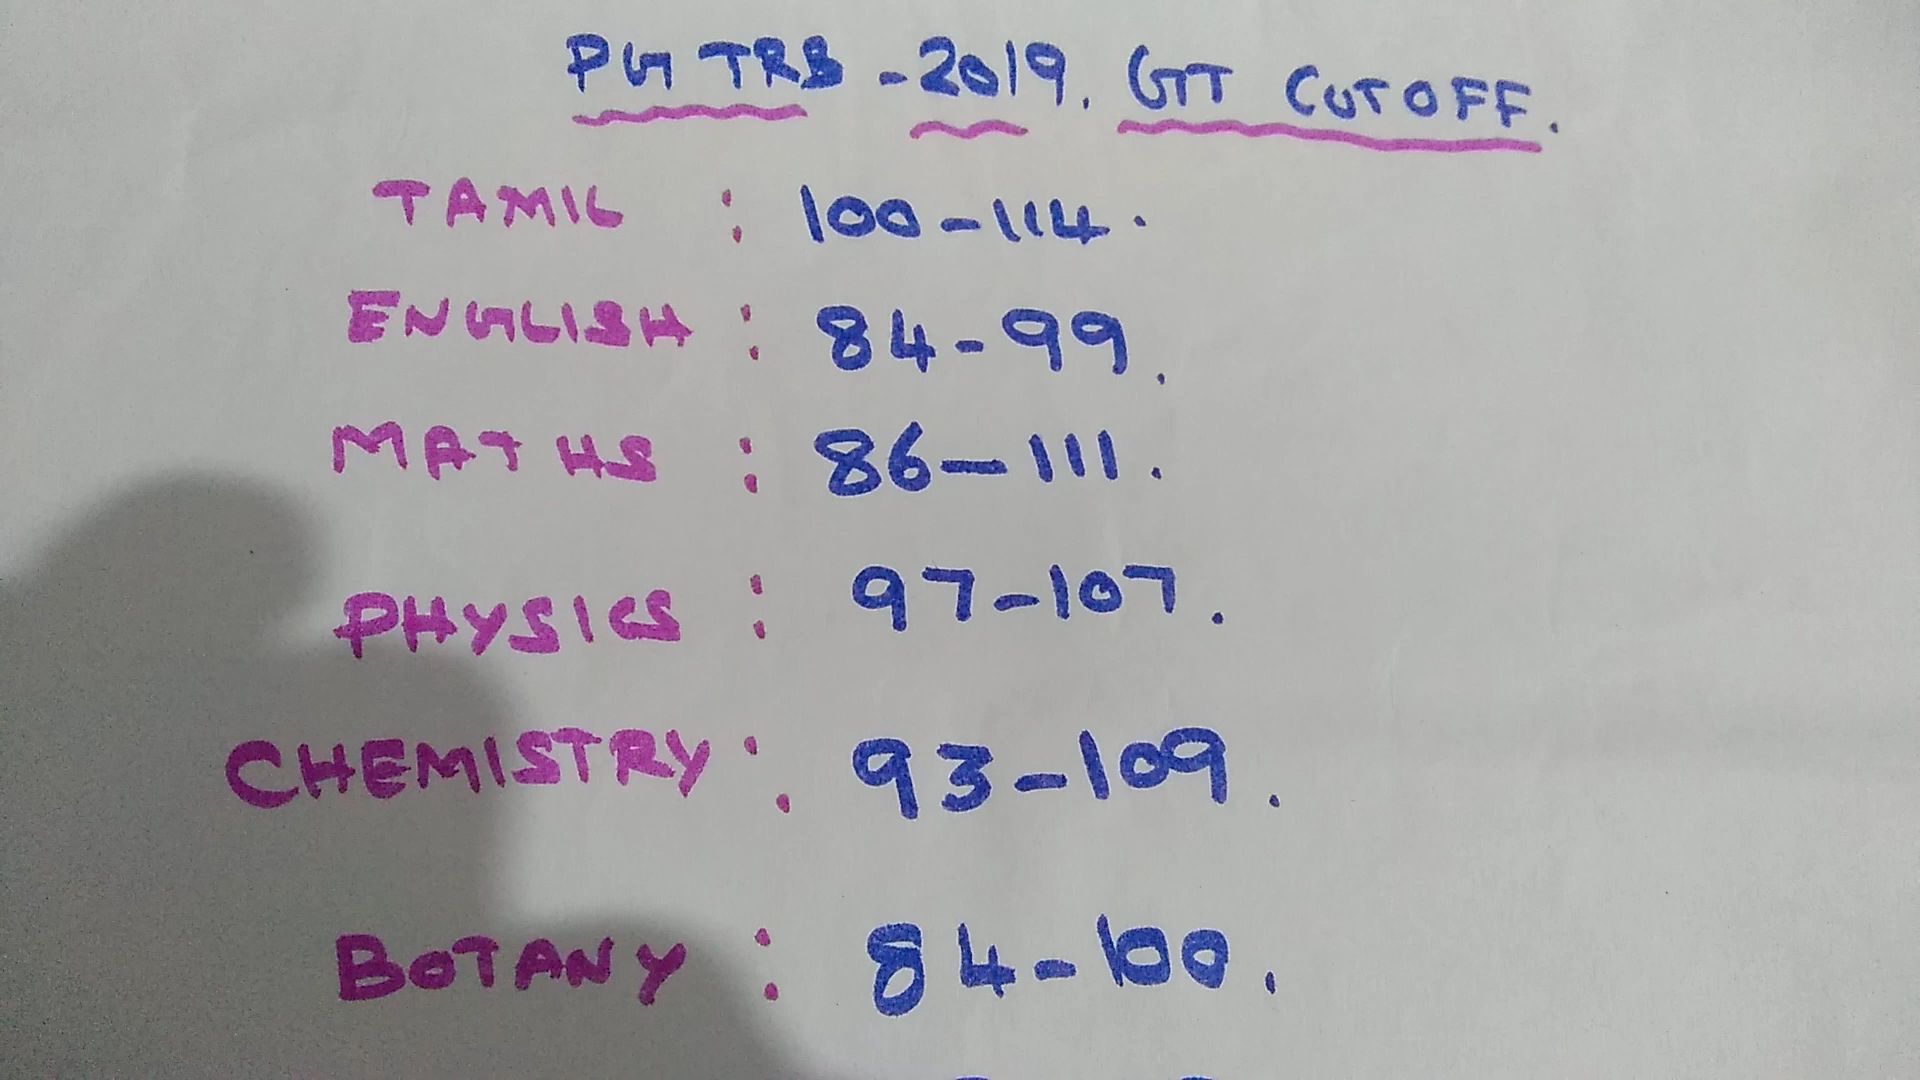 PG TRB - 2019. GT CUTOFF.
TAMIL : 100 - 114.
ENGLISH : 84 - 99.
MATHS : 86 - 111.
PHYSICS : 97 - 107.
CHEMISTRY : 93 - 109.
BOTANY : 84 - 100.